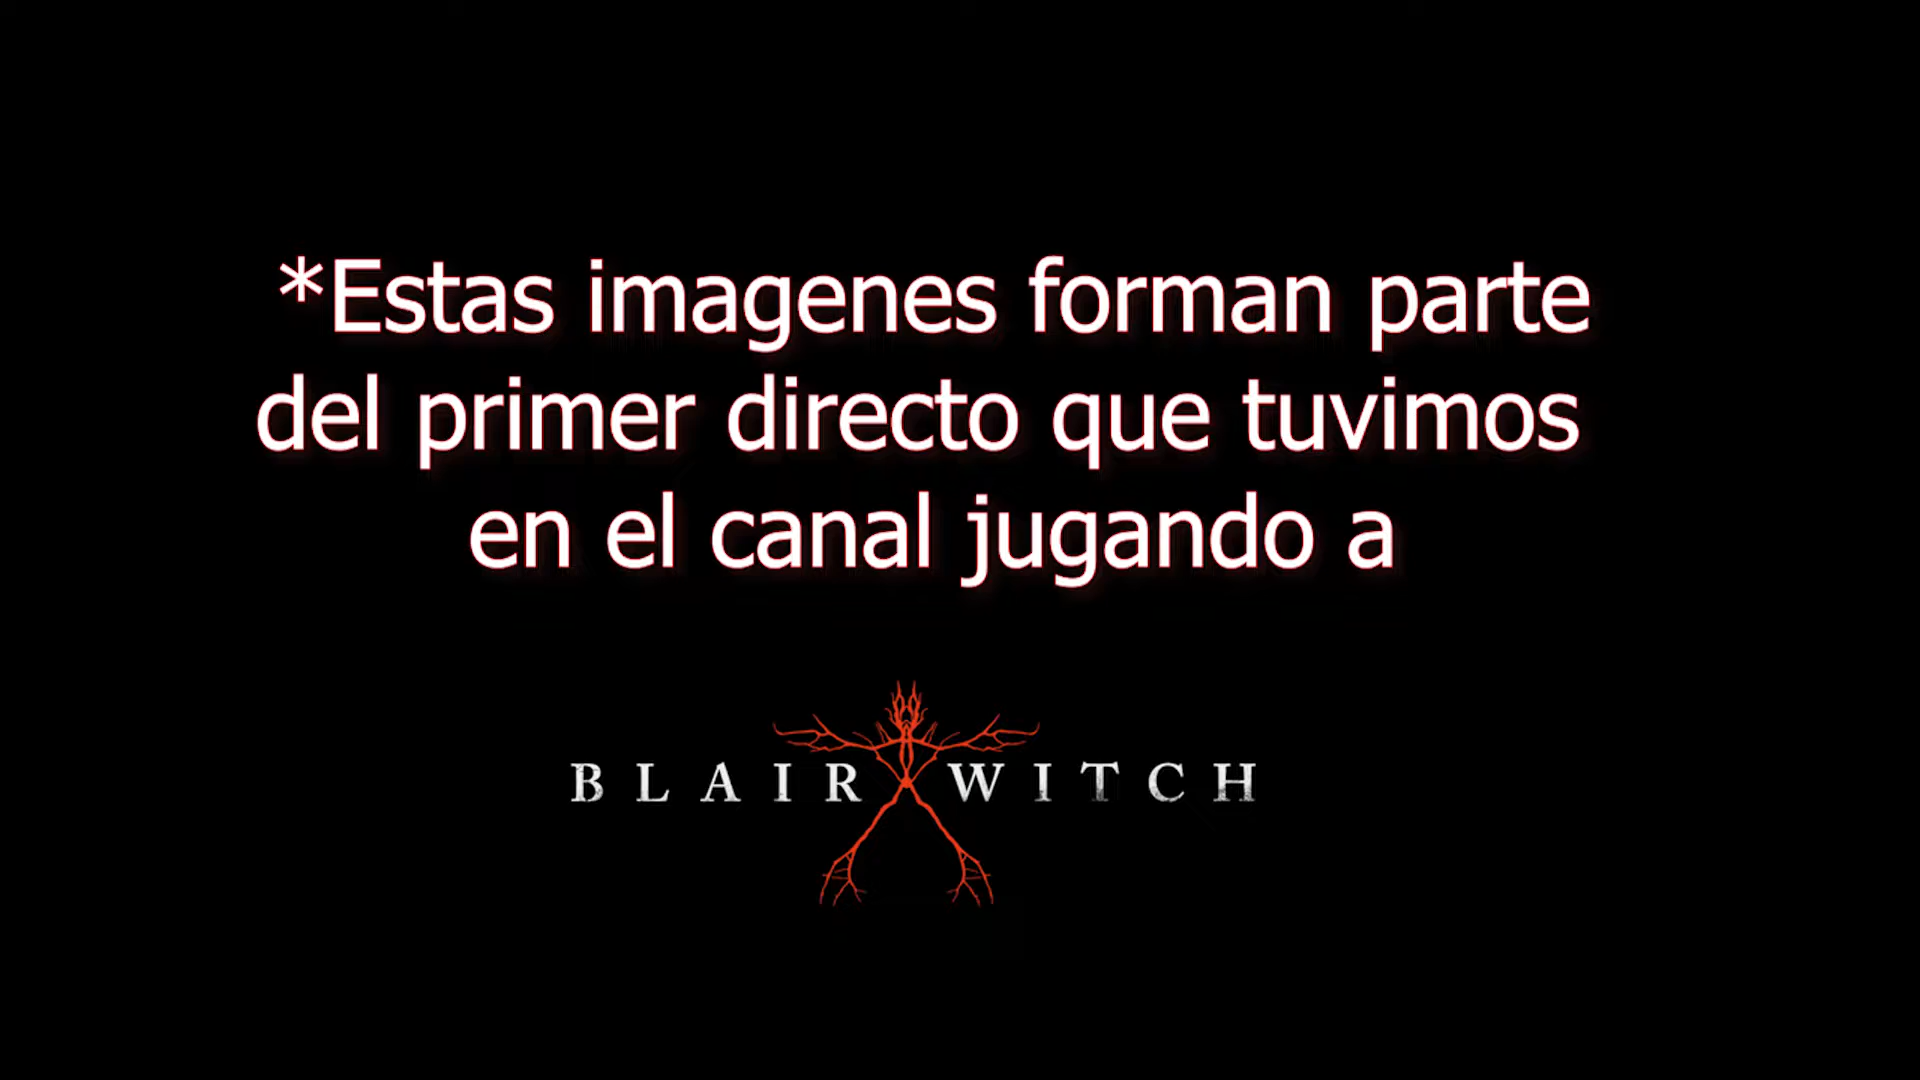 *Estas imagenes forman parte
del primer directo que tuvimos
en el canal jugando a
BLAIR WITCH